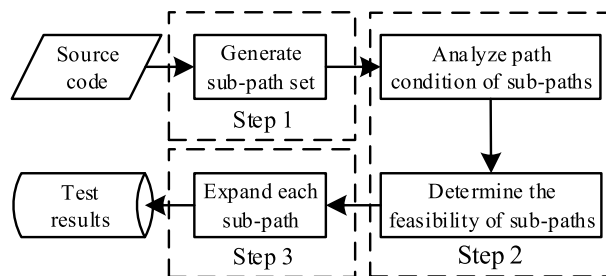 Source
code
Generate
sub-path set
Step 1
Analyze path
condition of sub-paths
Determine the
feasibility of sub-paths
Step 2
Expand each
sub-path
Step 3
Test
results